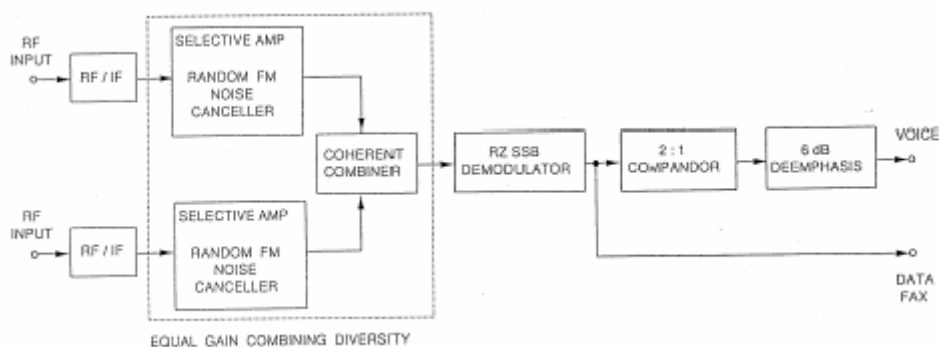 RF
INPUT
RF / IF
SELECTIVE AMP
RANDOM FM
NOISE
CANCELLER
COHERENT
COMBINEIR
RZ SSB
DEMODULATOR
2 : 1
COMPANDOR
6 dB
DEEMPHASIS
VOICE
RF
INPUT
RF / IF
SELECTIVE AMP
RANDOM FM
NOISE
CANCELLER
DATA
FAX
EQUAL GAIN COMBINING DIVERSITY